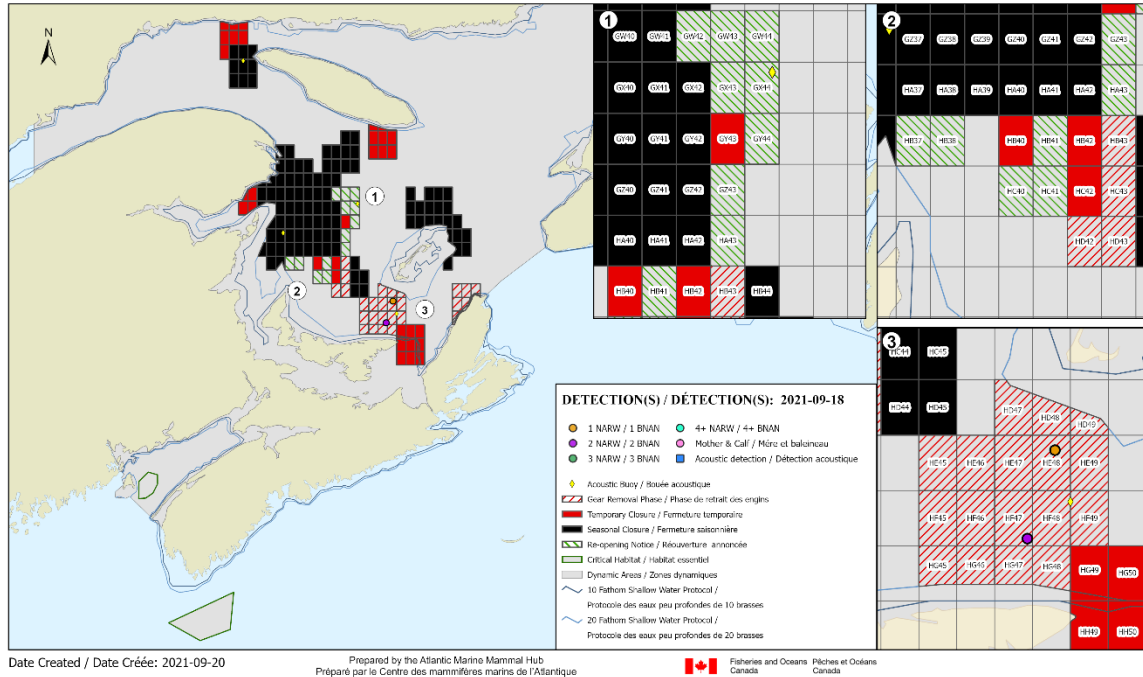 N
1
2
3
1
GW40 GW41 GW42 GW43 GW44
GX40 GX41 GX42 GX43 GX44
GY40 GY41 GY42 GY43 GY44
GZ40 GZ41 GZ42 GZ43
HA40 HA41 HA42 HA43
HB40 HB41 HB42 HB43 HB44
2
GZ37 GZ38 GZ39 GZ40 GZ41 GZ42 GZ43
HA37 HA38 HA39 HA40 HA41 HA42 HA43
HB37 HB38 HB40 HB41 HB42 HB43
HC40 HC41 HC42 HC43
HD42 HD43
3
HC44 HC45
HD44 HD45 HD47 HD48 HD49
HE45 HE46 HE47 HE48 HE49
HF45 HF46 HF47 HF48 HF49
HG45 HG46 HG47 HG48 HG49 HG50
HH49 HH50
DETECTION(S) / DÉTECTION(S): 2021-09-18
1 NARW / 1 BNAN 4+ NARW / 4+ BNAN
2 NARW / 2 BNAN Mother & Calf / Mére et baleineau
3 NARW / 3 BNAN Acoustic detection / Détection acoustique
Acoustic Buoy / Bouée acoustique
Gear Removal Phase / Phase de retrait des engins
Temporary Closure / Fermeture temporaire
Seasonal Closure / Fermeture saisonnière
Re-opening Notice / Réouverture annoncée
Critical Habitat / Habitat essentiel
Dynamic Areas / Zones dynamiques
10 Fathom Shallow Water Protocol /
Protocole des eaux peu profondes de 10 brasses
20 Fathom Shallow Water Protocol /
Protocole des eaux peu profondes de 20 brasses
Date Created / Date Créée: 2021-09-20
Prepared by the Atlantic Marine Mammal Hub
Préparé par le Centre des mammifères marins de l'Atlantique
Fisheries and Oceans Pêches et Océans
Canada Canada